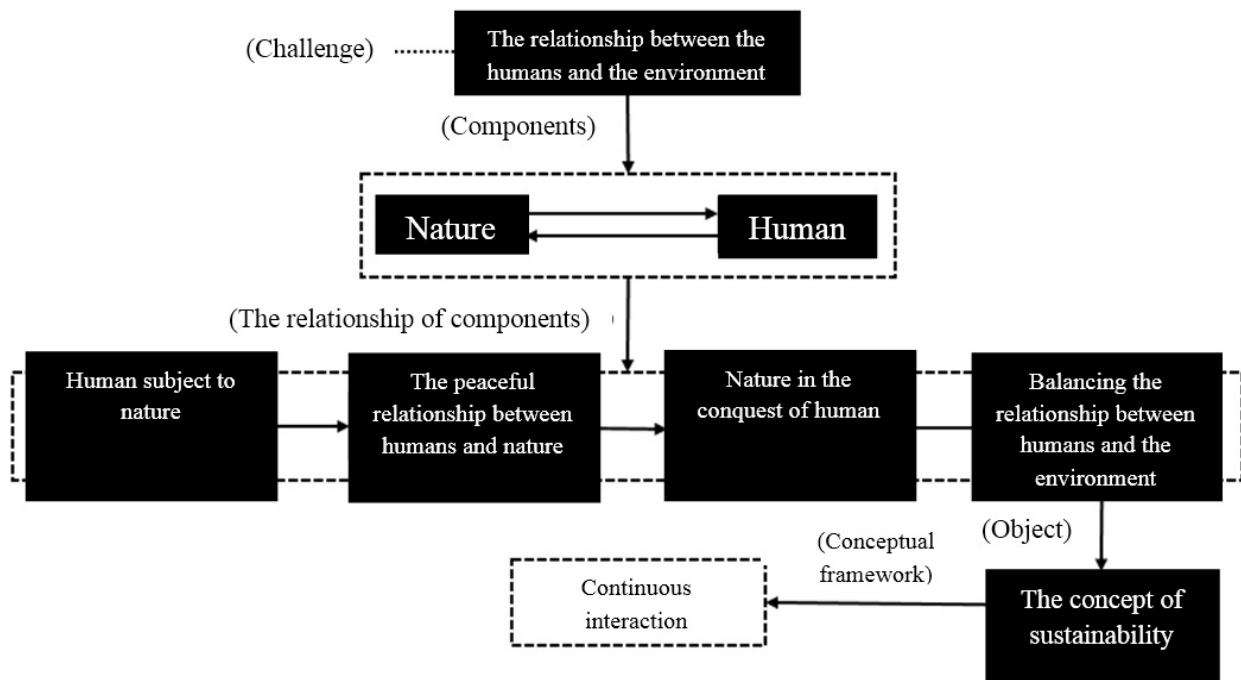 (Challenge)
The relationship between the
humans and the environment
(Components)
Nature
Human
(The relationship of components)
Human subject to
nature
The peaceful
relationship between
humans and nature
Nature in the
conquest of human
Balancing the
relationship between
humans and the
environment
(Object)
(Conceptual
framework)
Continuous
interaction
The concept of
sustainability